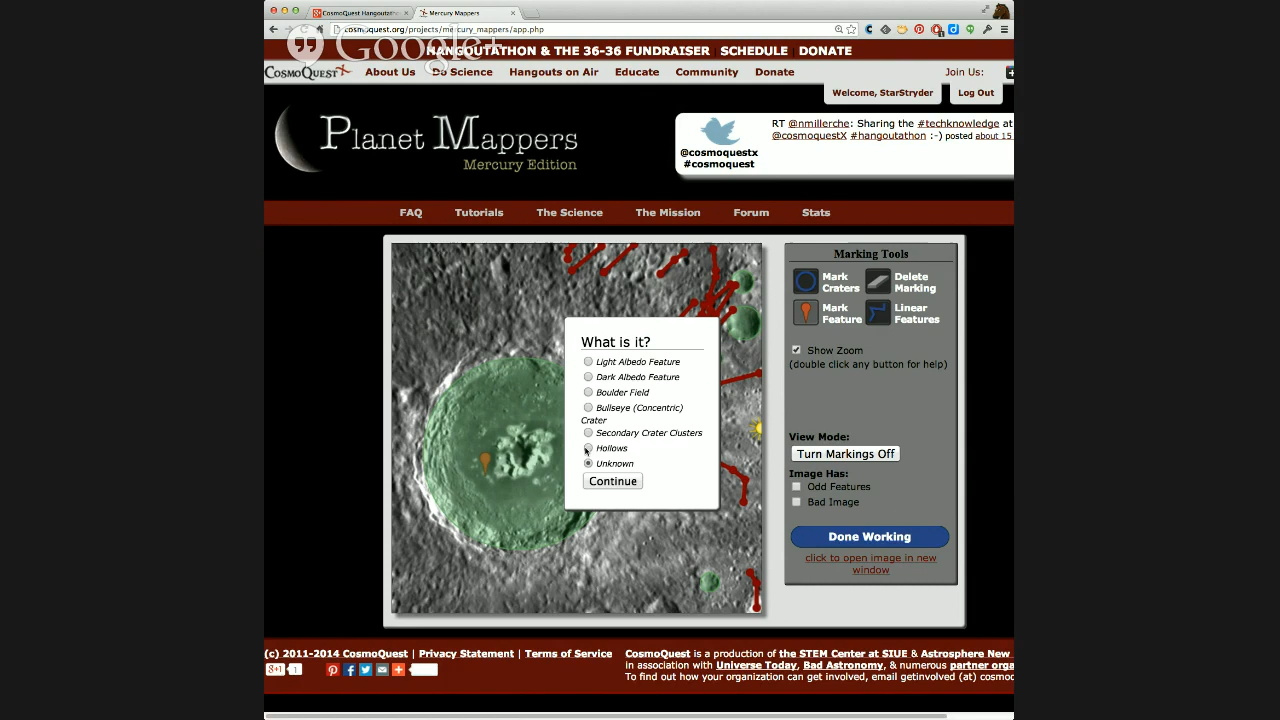 CosmoQuest Hangoutathon
Mercury Mappers
cosmoquest.org/projects/mercury_mappers/app.php
Google+
HANGOUTATHON & THE 36-36 FUNDRAISER | SCHEDULE | DONATE
COSMOQUEST About Us Do Science Hangouts on Air Educate Community Donate Join Us:
Welcome, StarStryder Log Out
PLANET MAPPERS
Mercury Edition
@cosmoquestx
#cosmoquest
RT @nmillerche: Sharing the #techknowledge at
@cosmoquestX #hangoutathon :-) posted about 15
FAQ Tutorials The Science The Mission Forum Stats
What is it?
Light Albedo Feature
Dark Albedo Feature
Boulder Field
Bullseye (Concentric)
Crater
Secondary Crater Clusters
Hollows
Unknown
Continue
Marking Tools
Mark Craters
Delete Marking
Mark Feature
Linear Features
Show Zoom
(double click any button for help)
View Mode:
Turn Markings Off
Image Has:
Odd Features
Bad Image
Done Working
click to open image in new
window
(c) 2011-2014 CosmoQuest | Privacy Statement | Terms of Service
g+1 1
CosmoQuest is a production of the STEM Center at SIUE & Astrosphere New
in association with Universe Today, Bad Astronomy, & numerous partner orga
To find out how your organization can get involved, email getinvolved (at) cosmoq